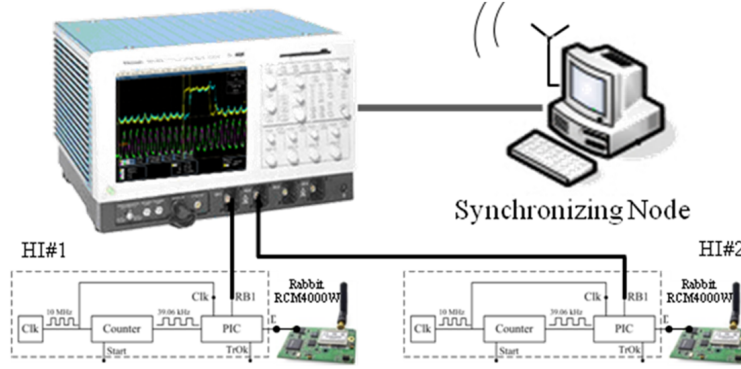 Synchronizing Node
HI#1
HI#2
Clk
RB1
Rabbit
RCM4000W
10 MHz
39.06 kHz
Clk
Counter
PIC
E
Start
TrOk
Clk
RB1
Rabbit
RCM4000W
10 MHz
39.06 kHz
Clk
Counter
PIC
E
Start
TrOk